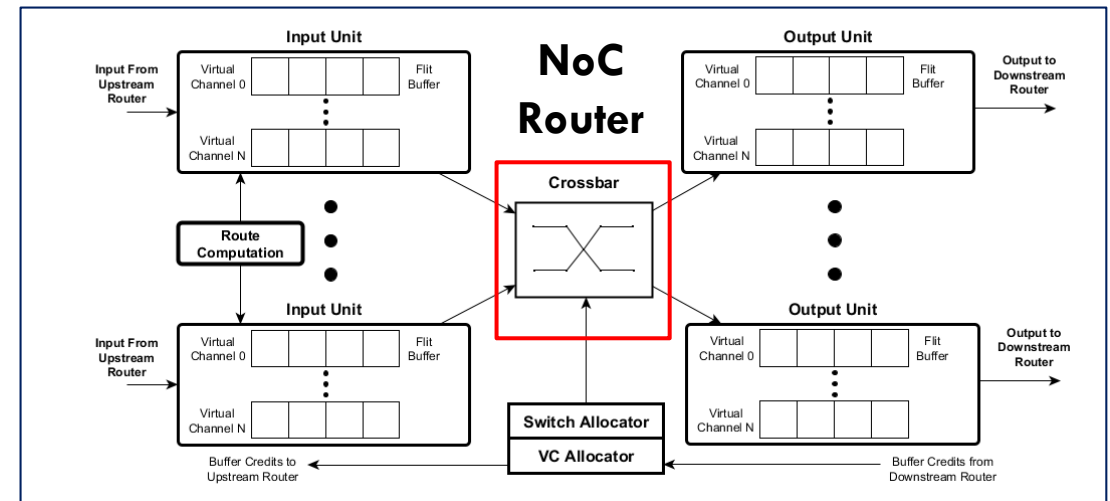 Input Unit
NoC
Router
Output Unit
Input From
Upstream
Router
Virtual
Channel 0
Flit
Buffer
Virtual
Channel N
Virtual
Channel 0
Flit
Buffer
Virtual
Channel N
Output to
Downstream
Router
Crossbar
Route
Computation
Input Unit
Output Unit
Input From
Upstream
Router
Virtual
Channel 0
Flit
Buffer
Virtual
Channel N
Virtual
Channel 0
Flit
Buffer
Virtual
Channel N
Output to
Downstream
Router
Switch Allocator
VC Allocator
Buffer Credits to
Upstream Router
Buffer Credits from
Downstream Router